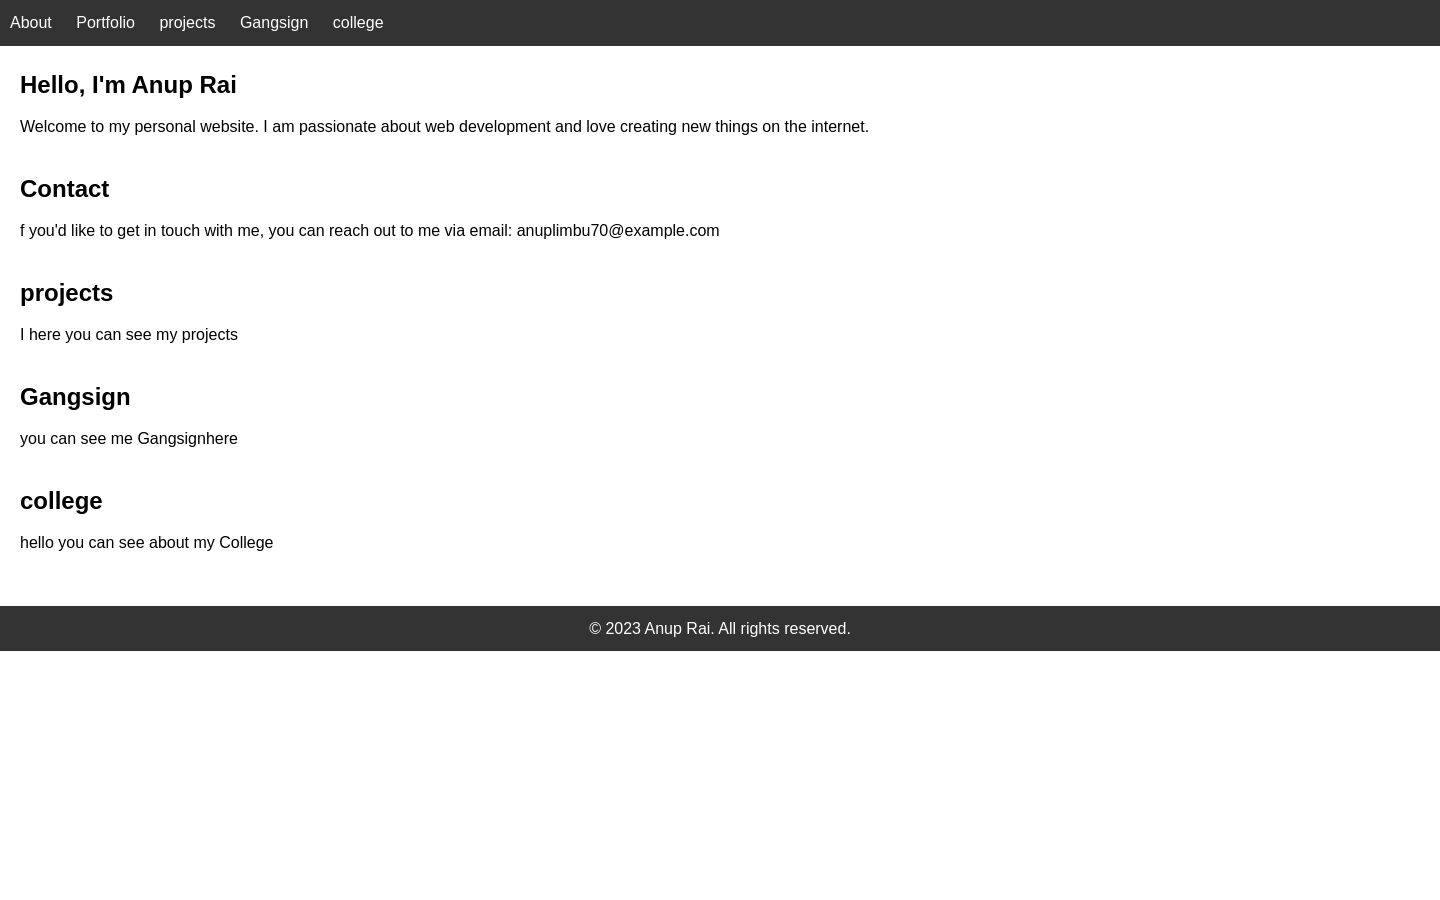 About Portfolio projects Gangsign college
Hello, I'm Anup Rai
Welcome to my personal website. I am passionate about web development and love creating new things on the internet.
Contact
f you'd like to get in touch with me, you can reach out to me via email: anuplimbu70@example.com
projects
I here you can see my projects
Gangsign
you can see me Gangsignhere
college
hello you can see about my College
© 2023 Anup Rai. All rights reserved.